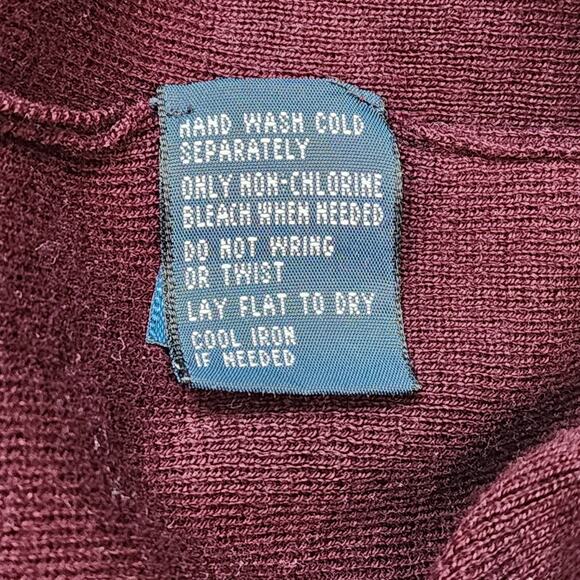 HAND WASH COLD
SEPARATELY
ONLY NON-CHLORINE
BLEACH WHEN NEEDED
DO NOT WRING
OR TWIST
LAY FLAT TO DRY
COOL IRON
IF NEEDED